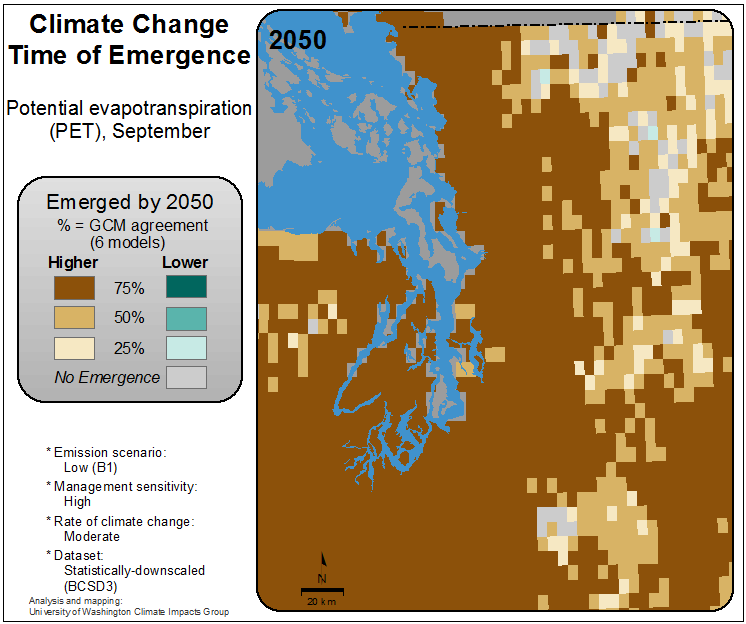 Climate Change
Time of Emergence
Potential evapotranspiration
(PET), September
Emerged by 2050
% = GCM agreement
(6 models)
Higher Lower
75%
50%
25%
No Emergence
* Emission scenario:
Low (B1)
* Management sensitivity:
High
* Rate of climate change:
Moderate
* Dataset:
Statistically-downscaled
(BCSD3)
Analysis and mapping:
University of Washington Climate Impacts Group
2050
N
20 km